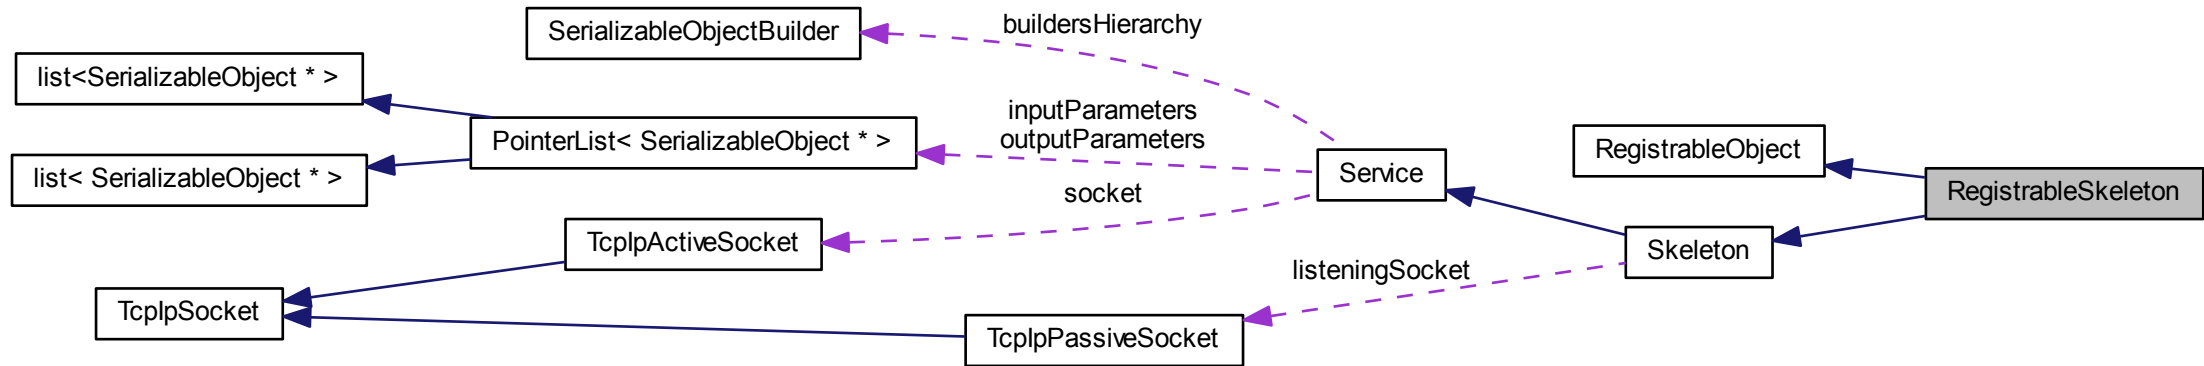 buildersHierarchy
SerializableObjectBuilder
list<SerializableObject * >
inputParameters
outputParameters
PointerList< SerializableObject * >
RegistrableObject
list< SerializableObject * >
Service
RegistrableSkeleton
socket
TcpIpActiveSocket
Skeleton
listeningSocket
TcpIpSocket
TcpIpPassiveSocket